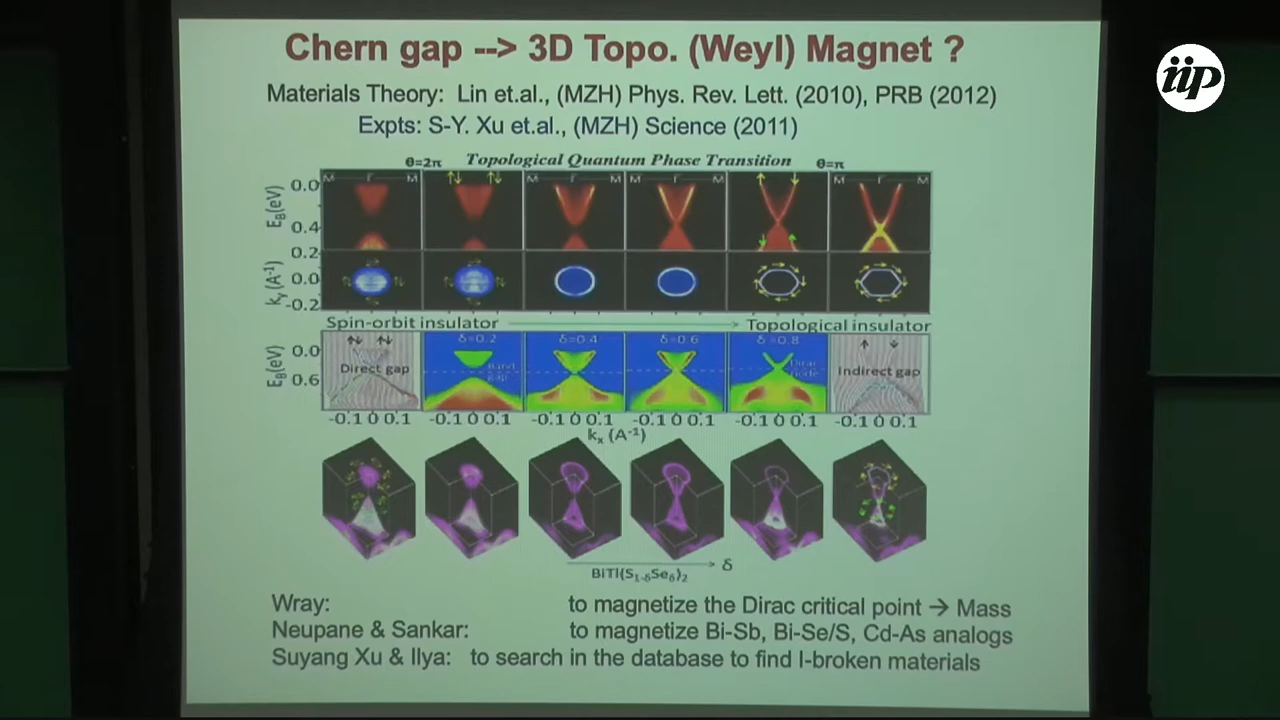 Chern gap --> 3D Topo. (Weyl) Magnet ?
iip
Materials Theory: Lin et.al., (MZH) Phys. Rev. Lett. (2010), PRB (2012)
Expts: S-Y. Xu et.al., (MZH) Science (2011)
θ=2π Topological Quantum Phase Transition θ=π
M Γ M M M M M M Γ M
E_B(eV) 0.0
0.4
k_y(A⁻¹) 0.2
0.0
-0.2
Spin-orbit insulator Topological insulator
δ=0.2 δ=0.4 δ=0.6 δ=0.8
E_B(eV) 0.0
Direct gap Band gap Dirac node Indirect gap
0.6
-0.1 0 0.1 -0.1 0 0.1 -0.1 0 0.1 -0.1 0 0.1 -0.1 0 0.1 -0.1 0 0.1
k_x (A⁻¹)
δ
BiTl(S₁₋δSeδ)₂
Wray: to magnetize the Dirac critical point → Mass
Neupane & Sankar: to magnetize Bi-Sb, Bi-Se/S, Cd-As analogs
Suyang Xu & Ilya: to search in the database to find I-broken materials